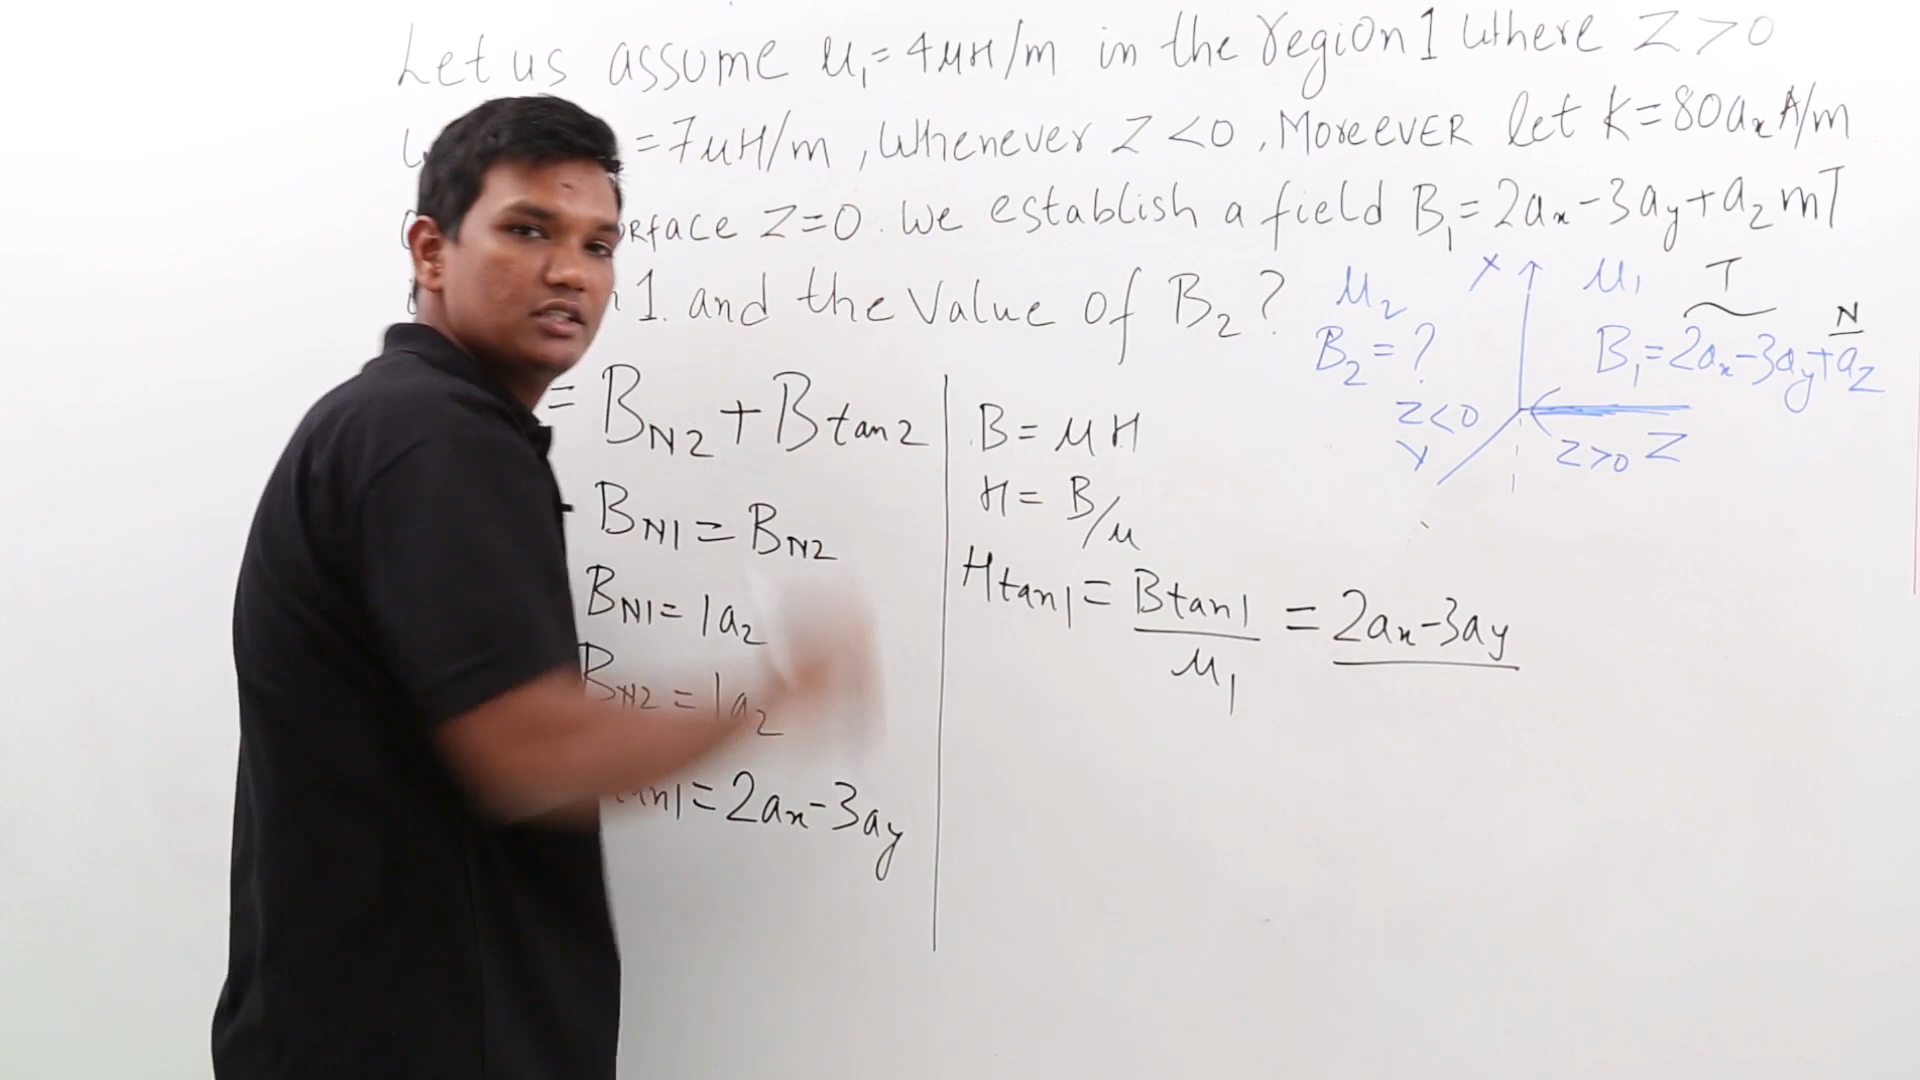 Let us assume μ₁=4μH/m in the region 1 Where Z>0
=7μH/m, Whenever Z<0. MoreeVER let K=80aₓA/m
RFace Z=0. We establish a field B₁=2aₓ-3ay+az mT
1. and the Value of B₂?
μ₂ X μ₁ T
N
B₂=? B₁=2aₓ-3ay+az
Z<0
Y Z>0 Z
= BN2+Btan2
BN1=BN2
BN1=1az
BN2=1az
an1=2aₓ-3ay
B=μH
H=B/μ
Htan1=Btan1/μ₁=2aₓ-3ay